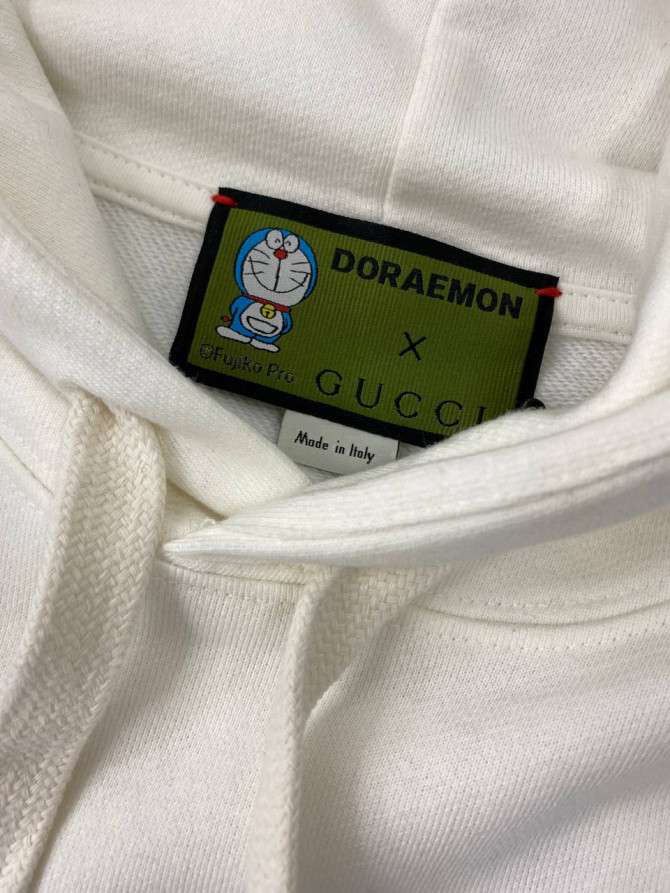 DORAEMON
X
©Fujiko Pro
GUCCI
Made in Italy